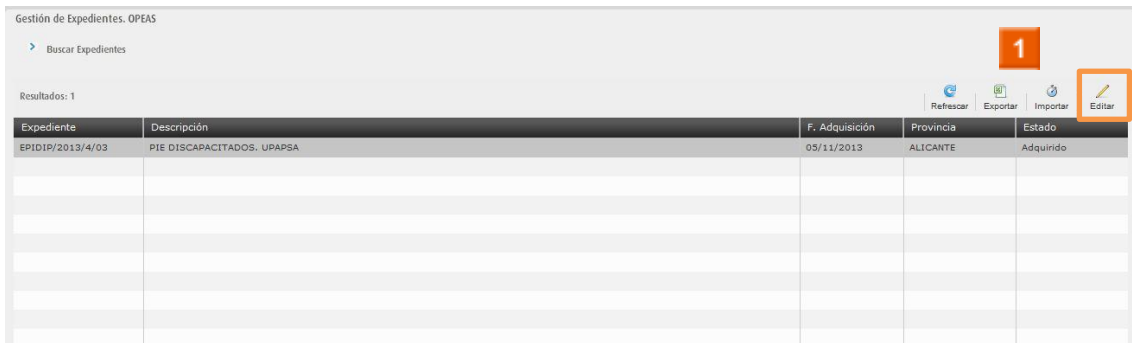 Gestión de Expedientes. OPEAS
Buscar Expedientes
1
Resultados: 1
Refrescar Exportar Importar Editar
Expediente Descripción F. Adquisición Provincia Estado
EPIDIP/2013/4/03 PIE DISCAPACITADOS. UPAPSA 05/11/2013 ALICANTE Adquirido